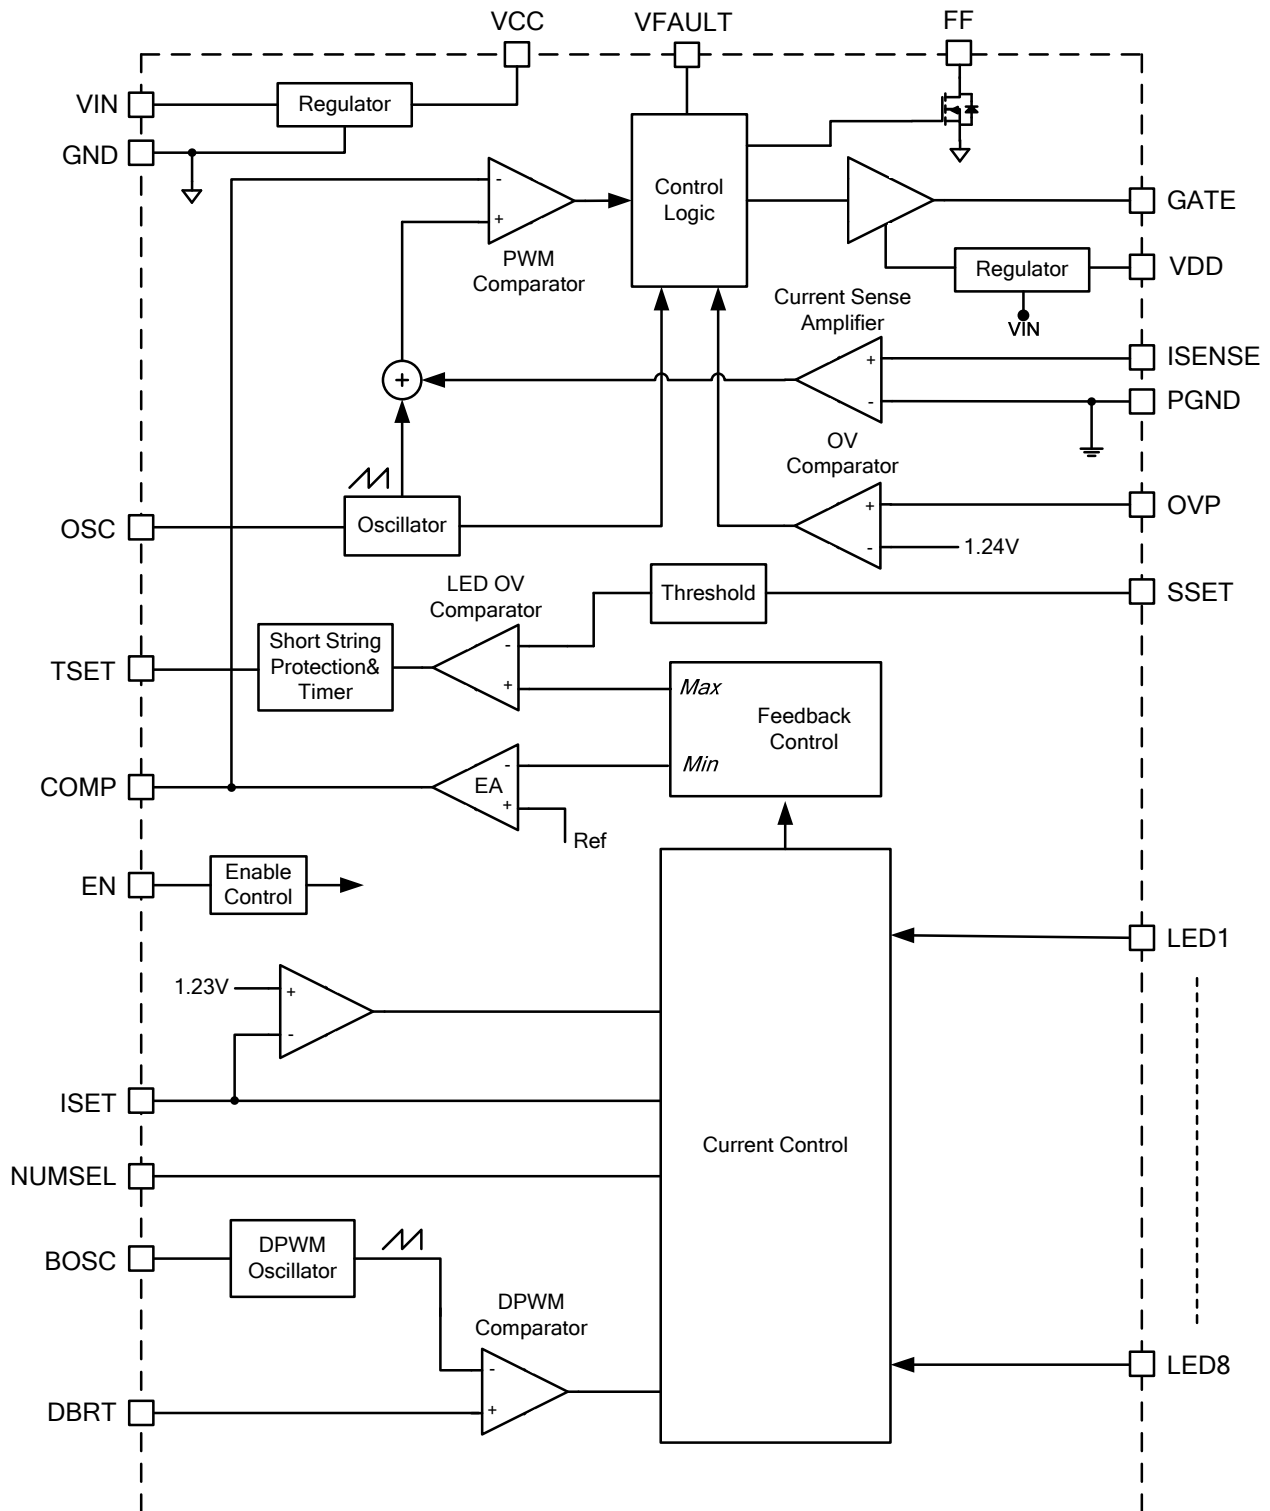 VCC
VFAULT
FF
VIN
Regulator
GND
Control
Logic
-
+
PWM
Comparator
GATE
VDD
Regulator
VIN
Current Sense
Amplifier
+
-
ISENSE
PGND
+
OV
Comparator
+
-
1.24V
OVP
OSC
Oscillator
LED OV
Comparator
Threshold
SSET
TSET
Short String
Protection&
Timer
-
+
Max
Min
Feedback
Control
COMP
EA
-
+
Ref
EN
Enable
Control
LED1
1.23V
+
-
ISET
Current Control
NUMSEL
BOSC
DPWM
Oscillator
DPWM
Comparator
-
+
LED8
DBRT